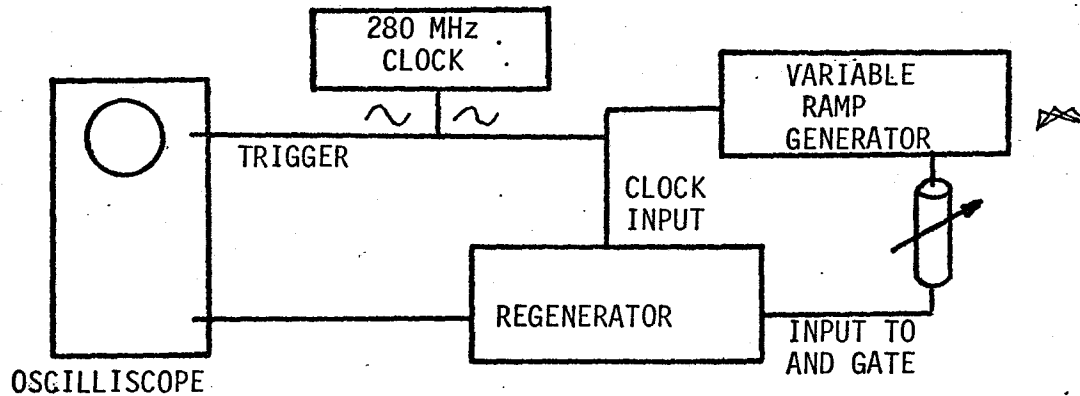 280 MHz
CLOCK
VARIABLE
RAMP
GENERATOR
TRIGGER
CLOCK
INPUT
REGENERATOR
INPUT TO
AND GATE
OSCILLISCOPE